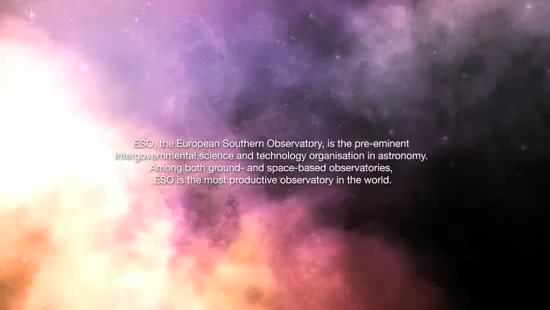 ESO, the European Southern Observatory, is the pre-eminent
intergovernmental science and technology organisation in astronomy.
Among both ground- and space-based observatories,
ESO is the most productive observatory in the world.